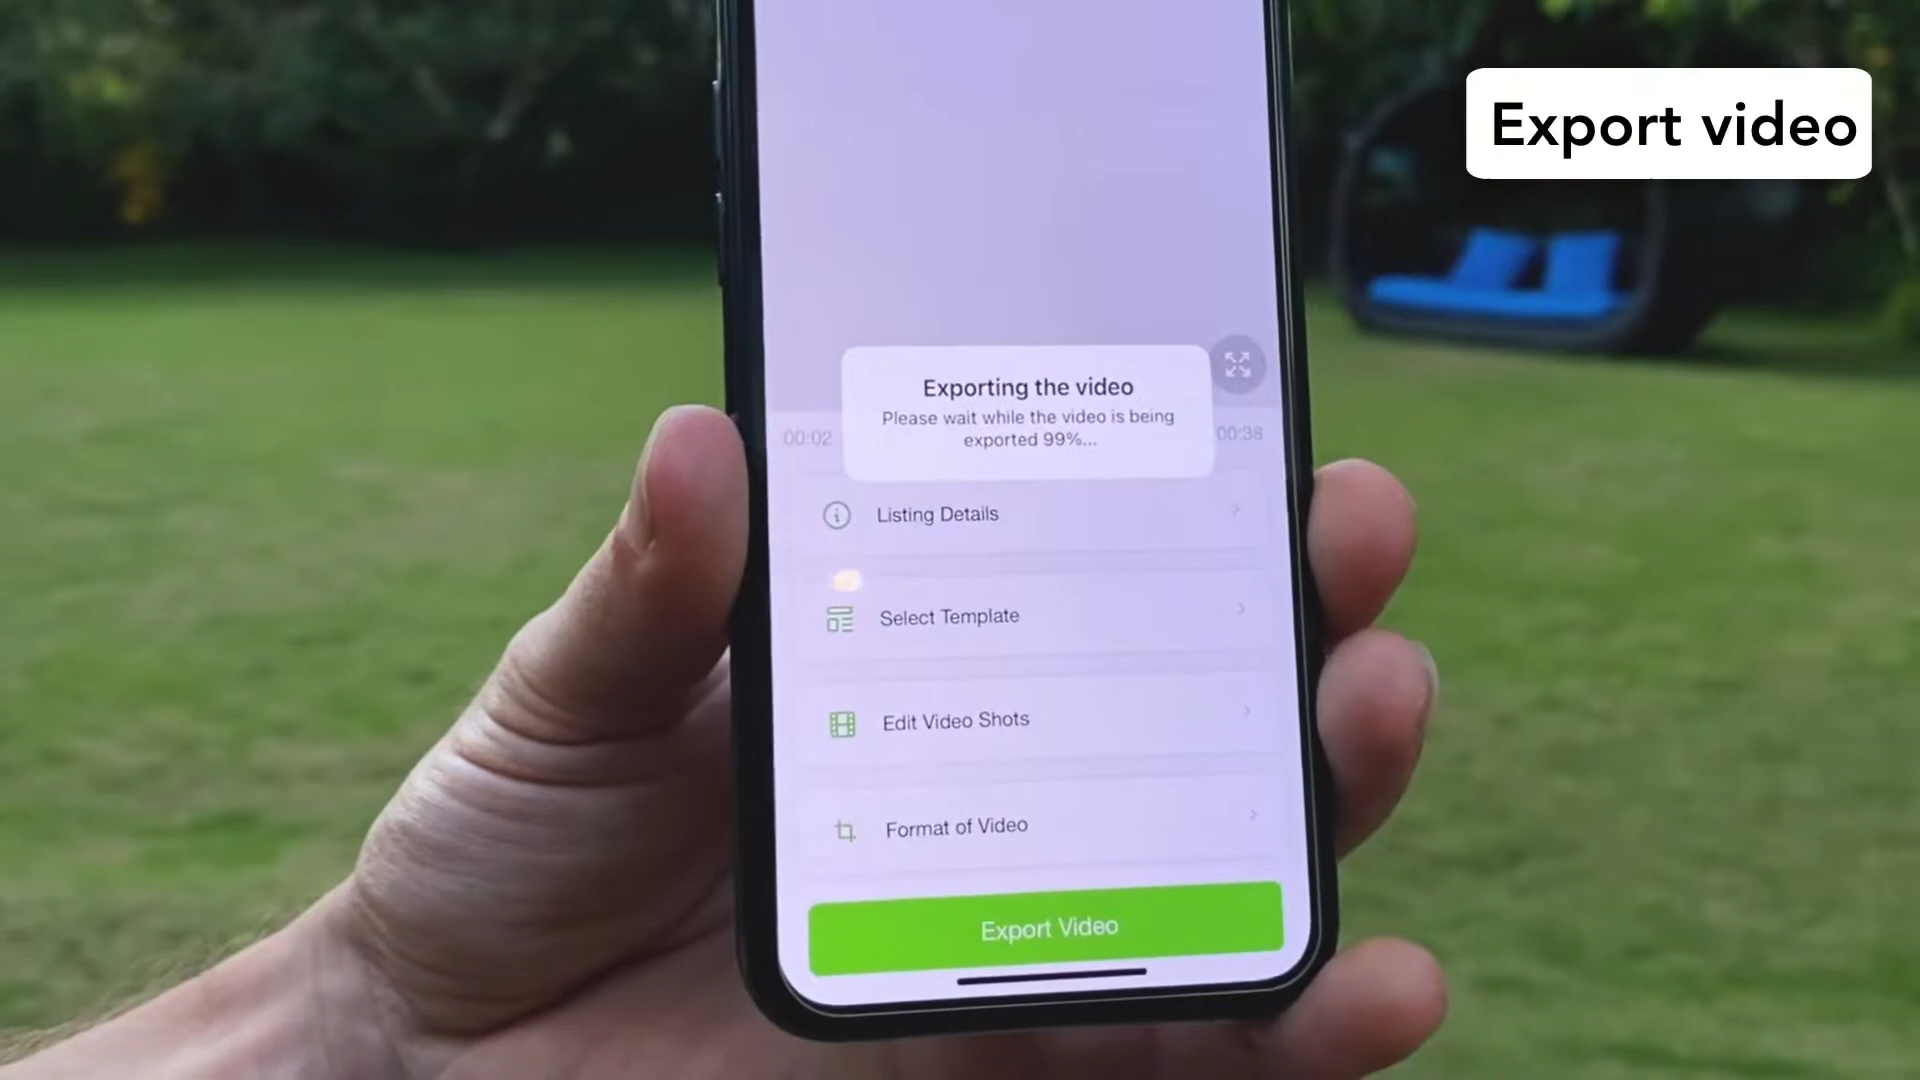 Export video
Exporting the video
Please wait while the video is being
exported 99%...
00:02
00:38
Listing Details
Select Template
Edit Video Shots
Format of Video
Export Video